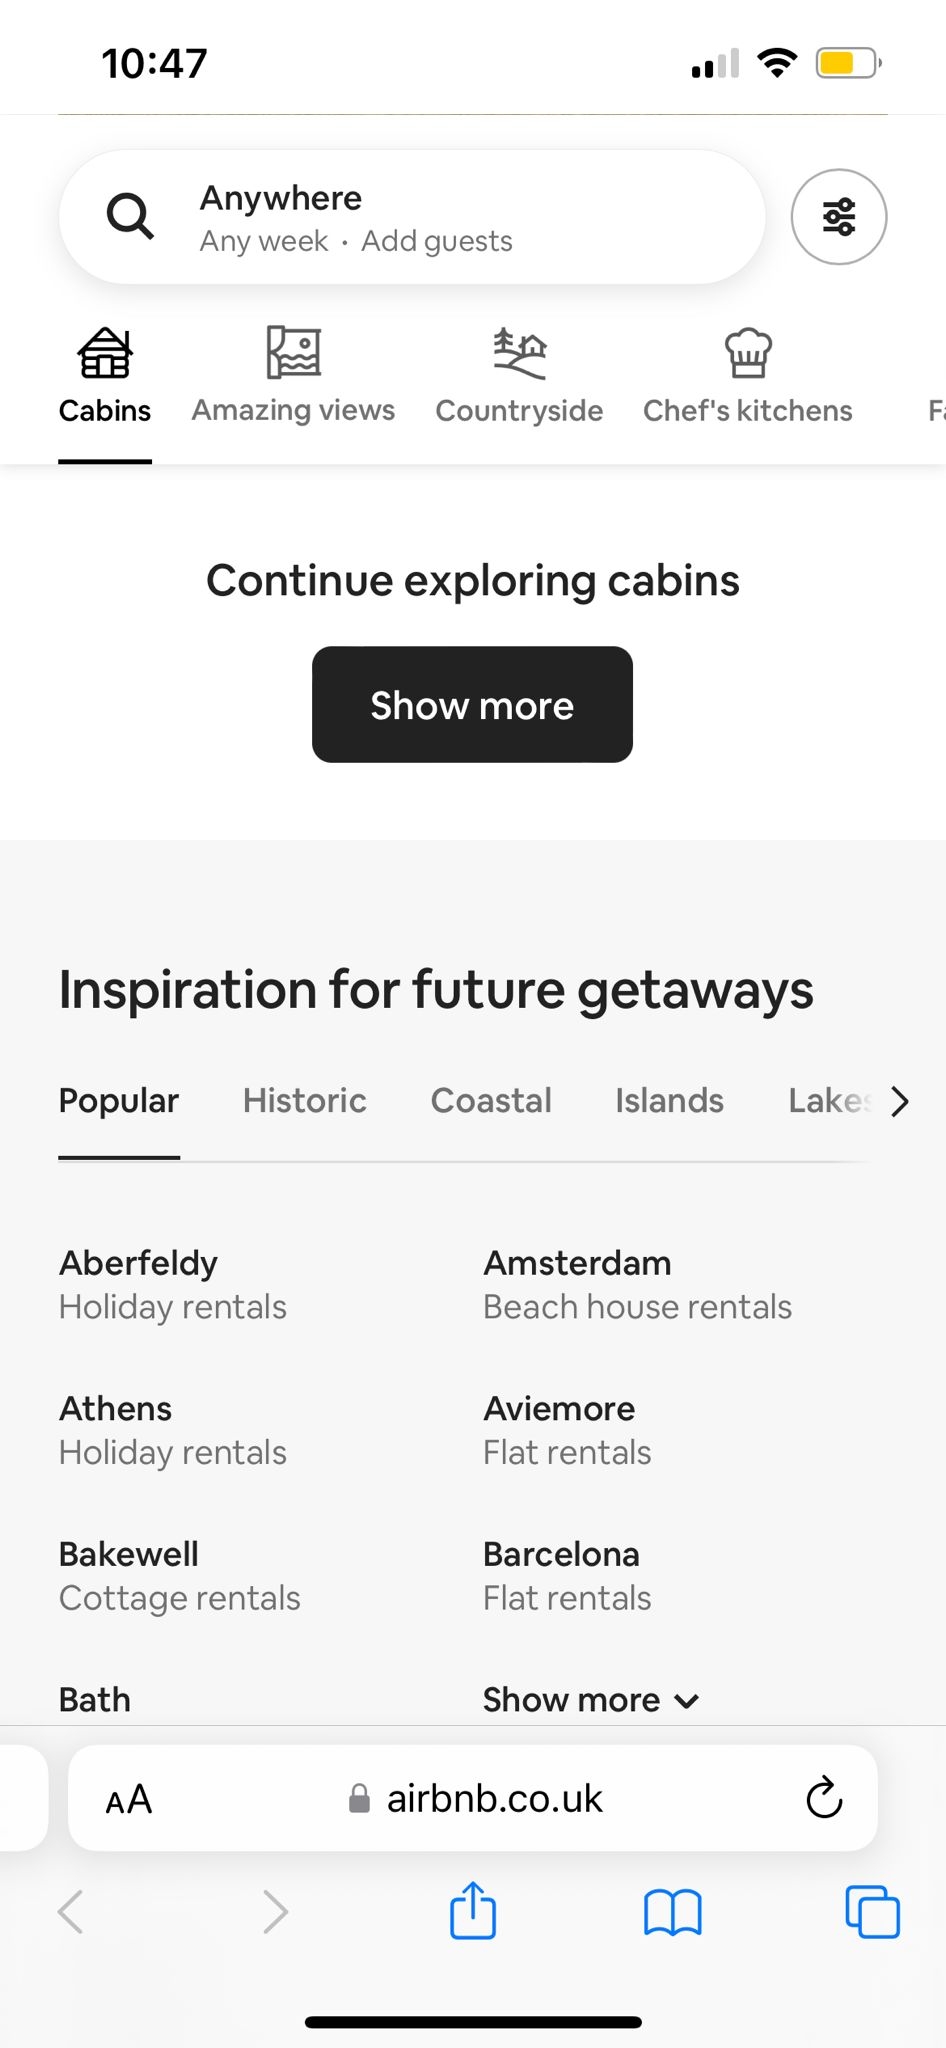 10:47
Anywhere
Any week · Add guests
Cabins Amazing views Countryside Chef's kitchens
Continue exploring cabins
Show more
Inspiration for future getaways
Popular Historic Coastal Islands Lakes
Aberfeldy Amsterdam
Holiday rentals Beach house rentals
Athens Aviemore
Holiday rentals Flat rentals
Bakewell Barcelona
Cottage rentals Flat rentals
Bath Show more
AA airbnb.co.uk